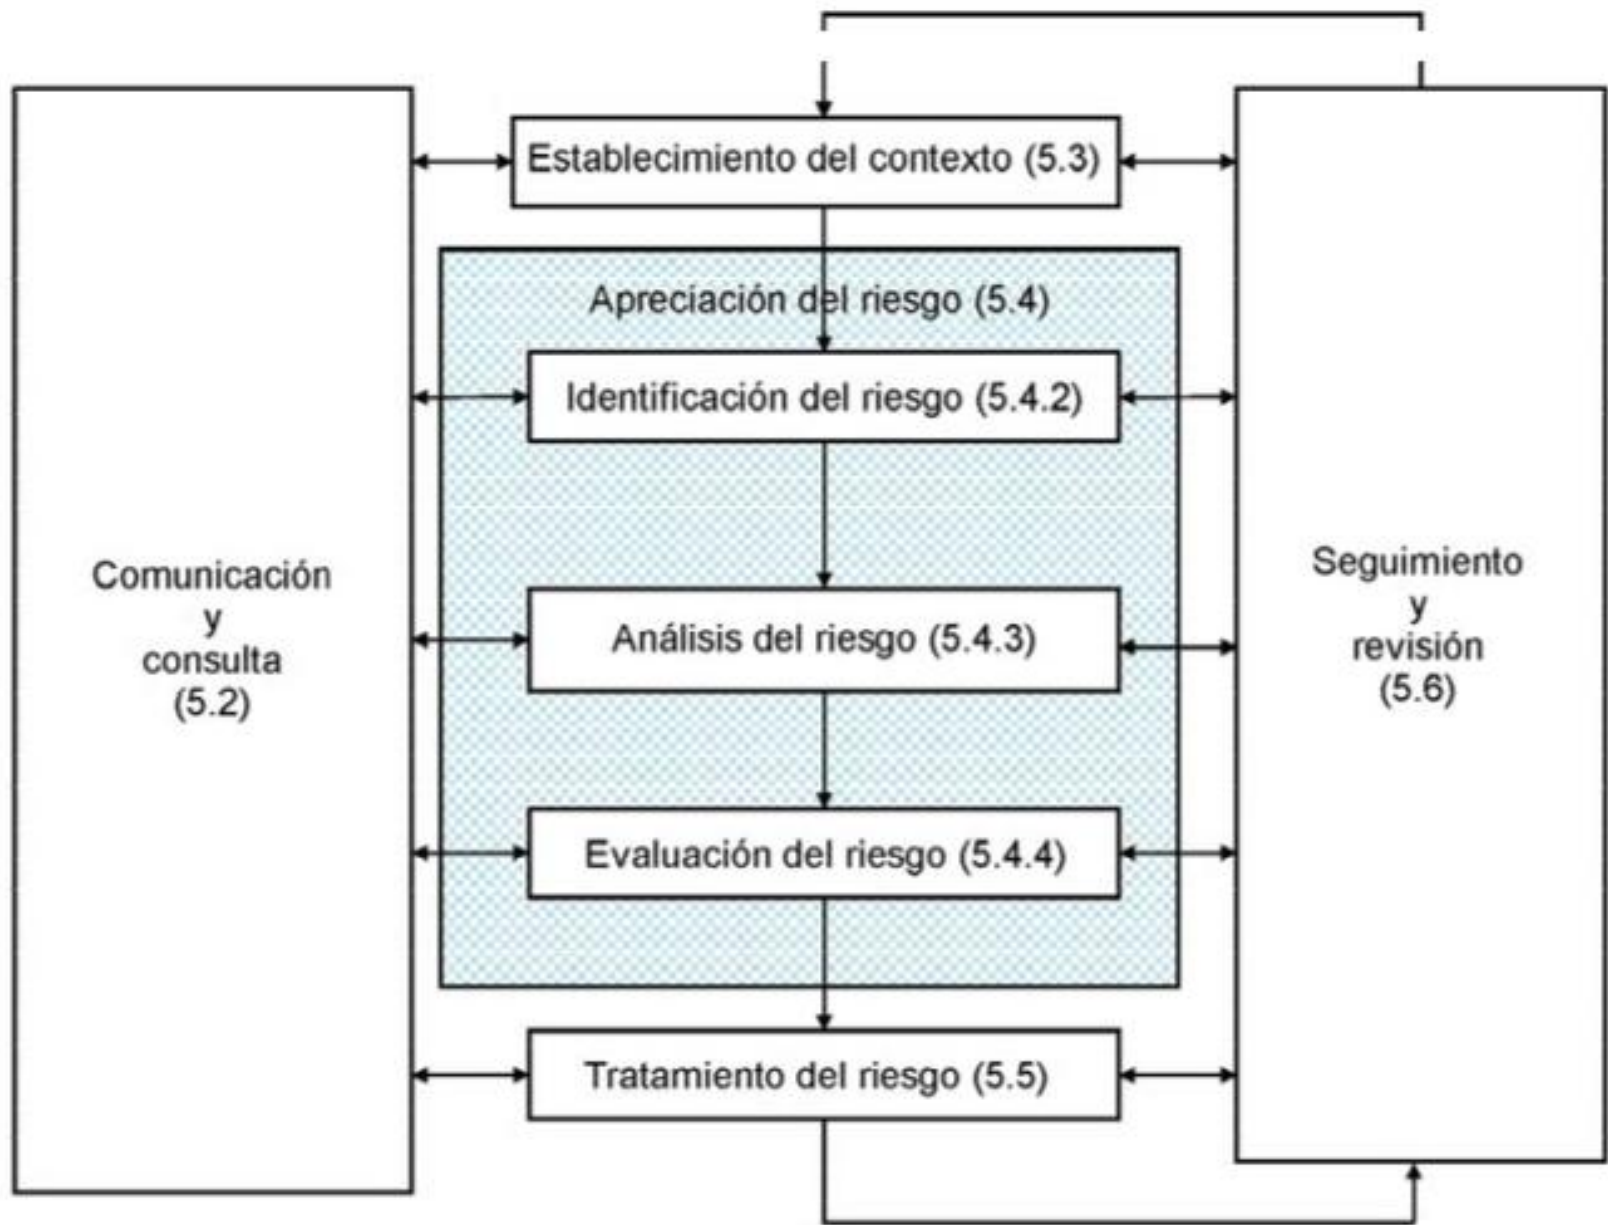 Establecimiento del contexto (5.3)
Apreciación del riesgo (5.4)
Identificación del riesgo (5.4.2)
Análisis del riesgo (5.4.3)
Evaluación del riesgo (5.4.4)
Tratamiento del riesgo (5.5)
Comunicación
y
consulta
(5.2)
Seguimiento
y
revisión
(5.6)